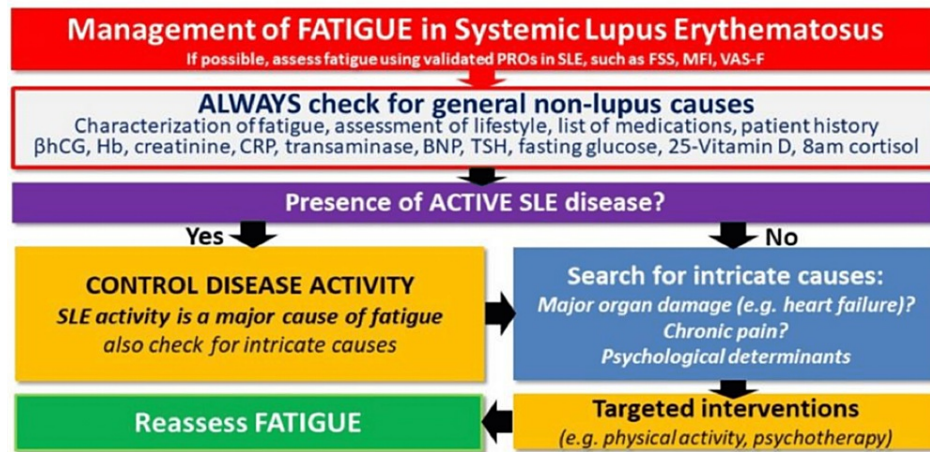 Management of FATIGUE in Systemic Lupus Erythematosus
If possible, assess fatigue using validated PROs in SLE, such as FSS, MFI, VAS-F
ALWAYS check for general non-lupus causes
Characterization of fatigue, assessment of lifestyle, list of medications, patient history
βhCG, Hb, creatinine, CRP, transaminase, BNP, TSH, fasting glucose, 25-Vitamin D, 8am cortisol
Presence of ACTIVE SLE disease?
Yes
No
CONTROL DISEASE ACTIVITY
SLE activity is a major cause of fatigue
also check for intricate causes
Search for intricate causes:
Major organ damage (e.g. heart failure)?
Chronic pain?
Psychological determinants
Reassess FATIGUE
Targeted interventions
(e.g. physical activity, psychotherapy)